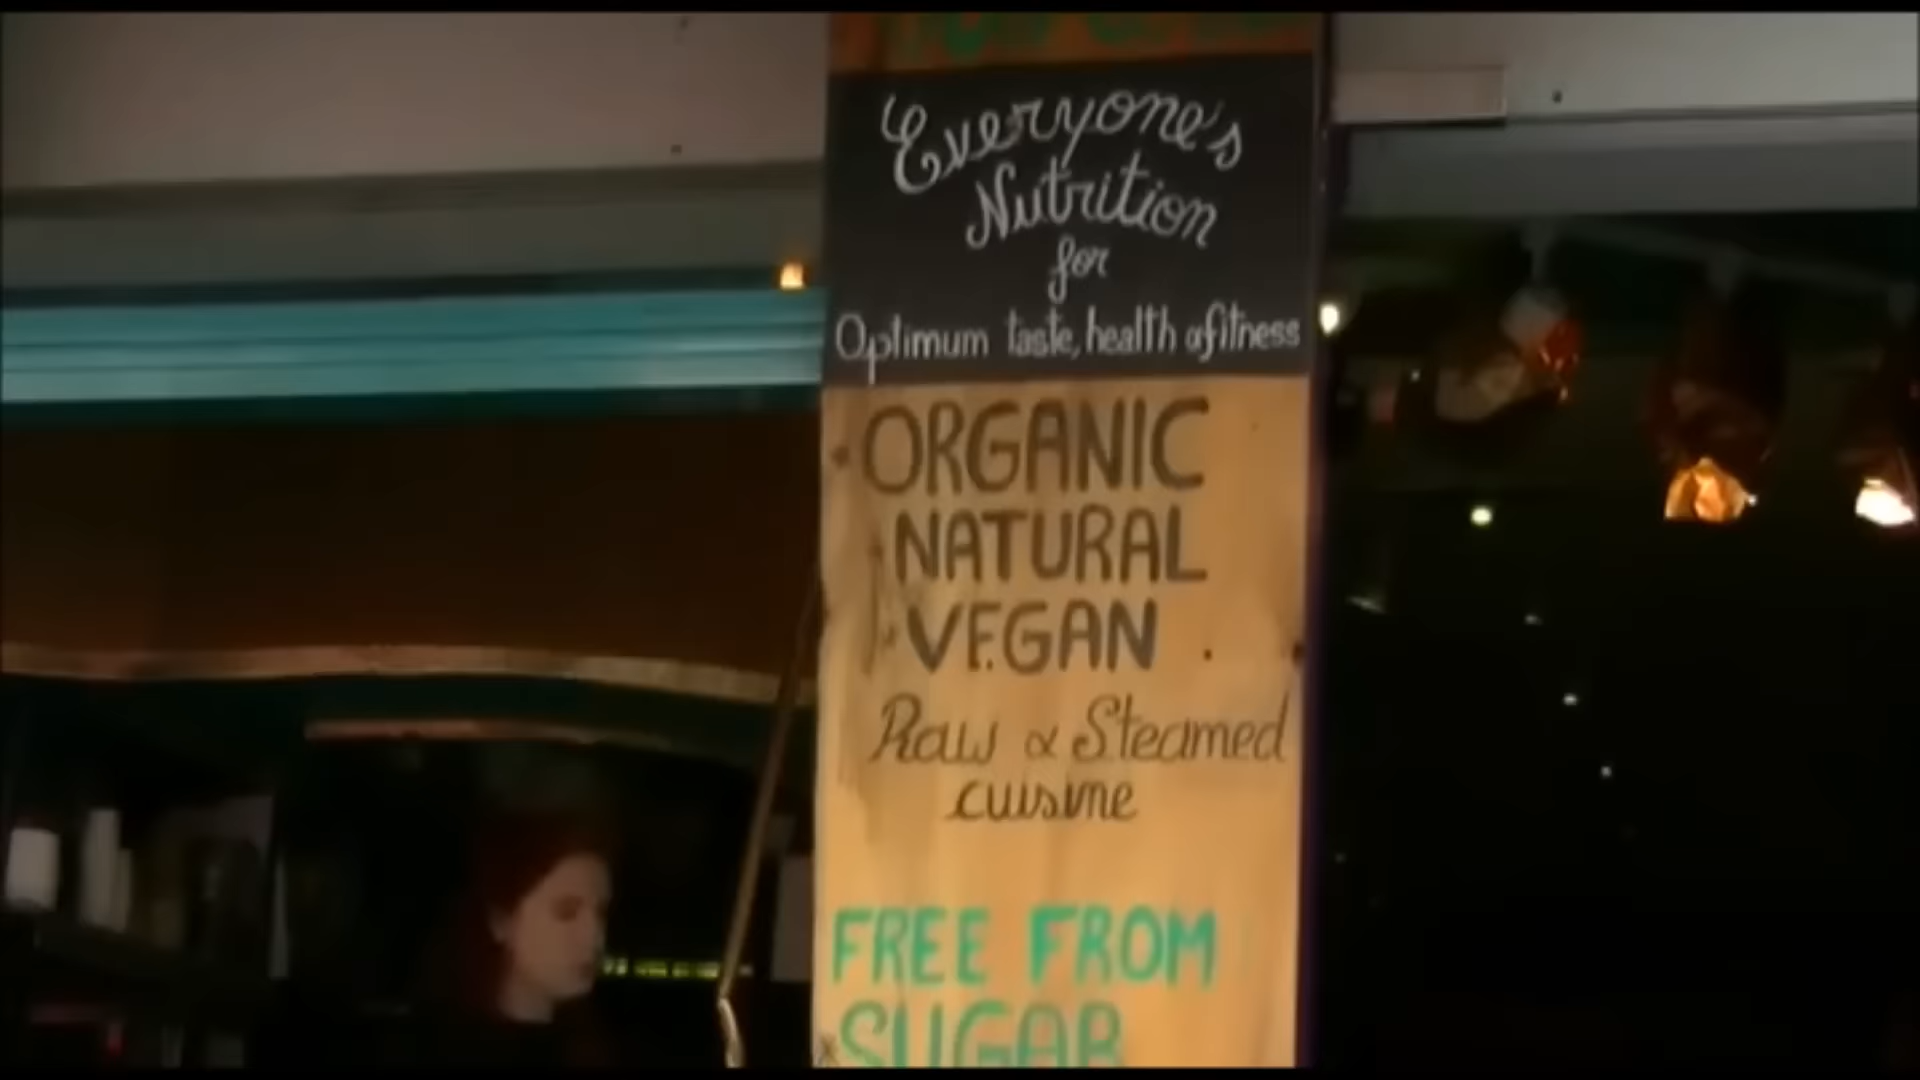 Everyone's
Nutrition
for
Optimum taste, health & fitness
ORGANIC
NATURAL
VEGAN
Raw & Steamed
cuisine
FREE FROM
* SUGAR